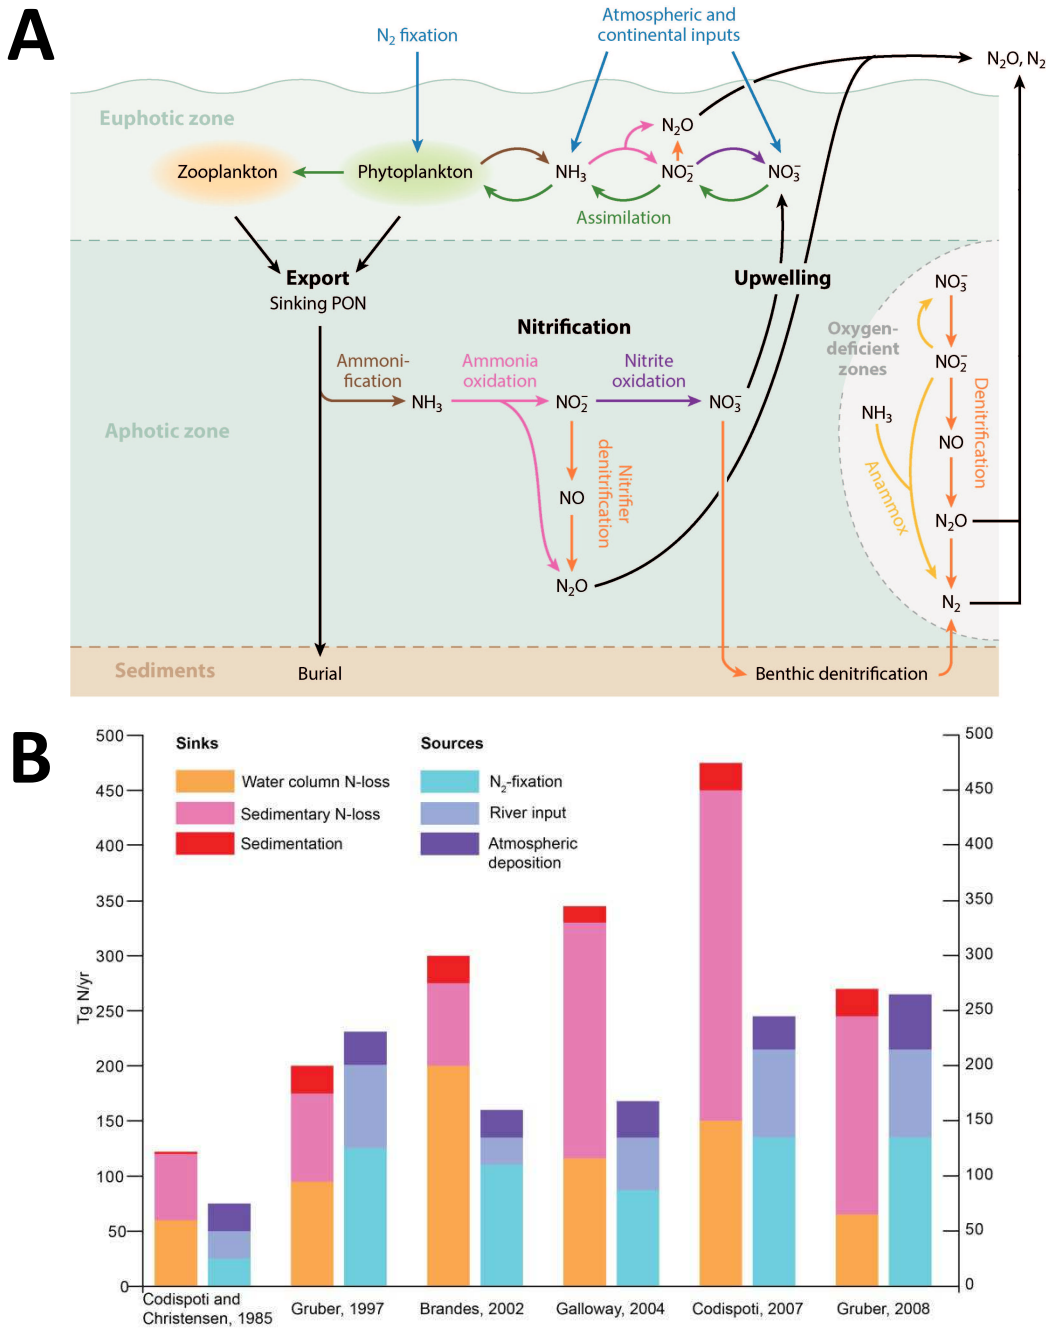 A
N₂ fixation
Atmospheric and
continental inputs
N₂O, N₂
Euphotic zone
N₂O
Zooplankton
Phytoplankton
NH₃
NO₂⁻
NO₃⁻
Assimilation
Export
Sinking PON
Upwelling
NO₃⁻
Nitrification
Oxygen-
deficient
zones
Ammoni-
fication
Ammonia
oxidation
Nitrite
oxidation
NO₂⁻
Denitrification
NH₃
NO₂⁻
NO₃⁻
NH₃
Aphotic zone
NO
Nitrifier
denitrification
Anammox
NO
N₂O
N₂O
N₂
Sediments
Burial
Benthic denitrification
B
Sinks
Water column N-loss
Sedimentary N-loss
Sedimentation
Sources
N₂-fixation
River input
Atmospheric
deposition
Tg N/yr
500
450
400
350
300
250
200
150
100
50
0
500
450
400
350
300
250
200
150
100
50
0
Codispoti and
Christensen, 1985
Gruber, 1997
Brandes, 2002
Galloway, 2004
Codispoti, 2007
Gruber, 2008